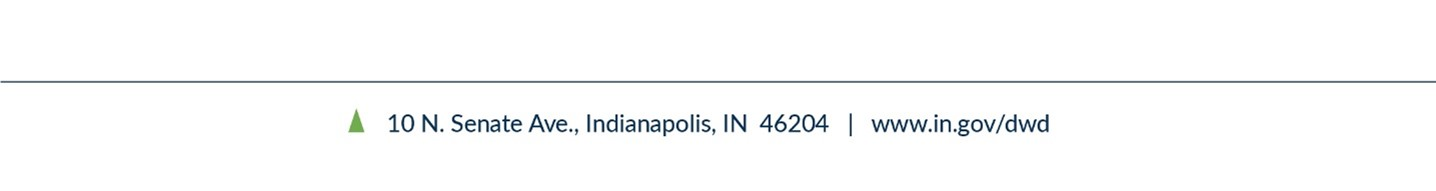 10 N. Senate Ave., Indianapolis, IN  46204   |   www.in.gov/dwd